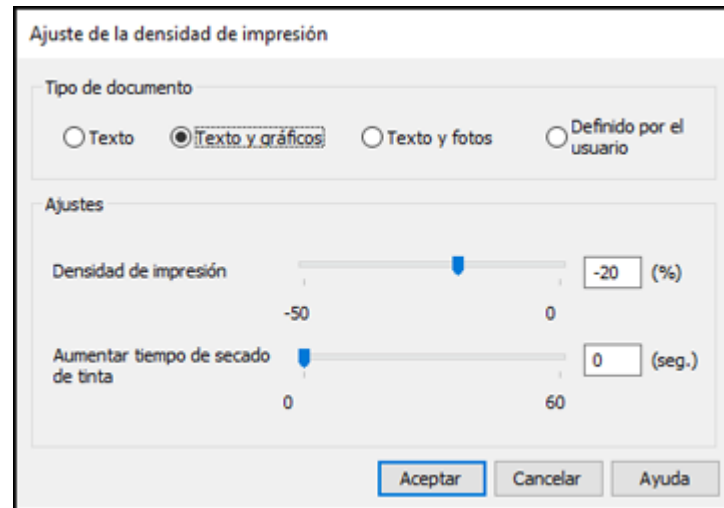 Ajuste de la densidad de impresión
Tipo de documento
Texto Texto y gráficos Texto y fotos Definido por el
usuario
Ajustes
Densidad de impresión -20 (%)
-50 0
Aumentar tiempo de secado 0 (seg.)
de tinta
0 60
Aceptar Cancelar Ayuda